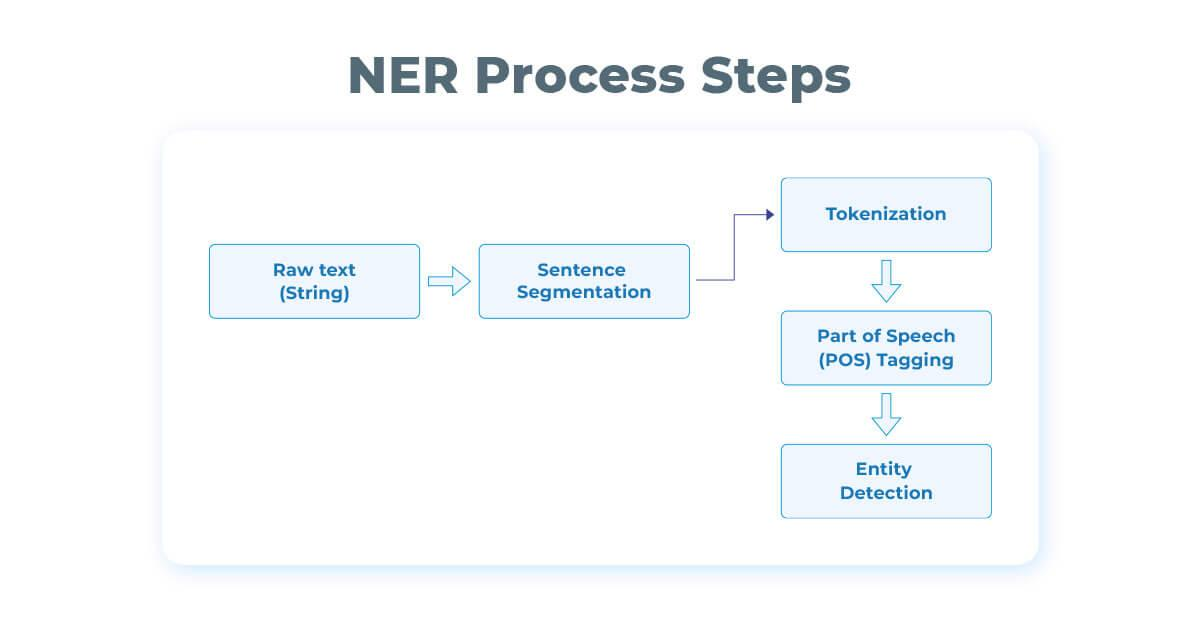 NER Process Steps
Raw text
(String)
Sentence
Segmentation
Tokenization
Part of Speech
(POS) Tagging
Entity
Detection